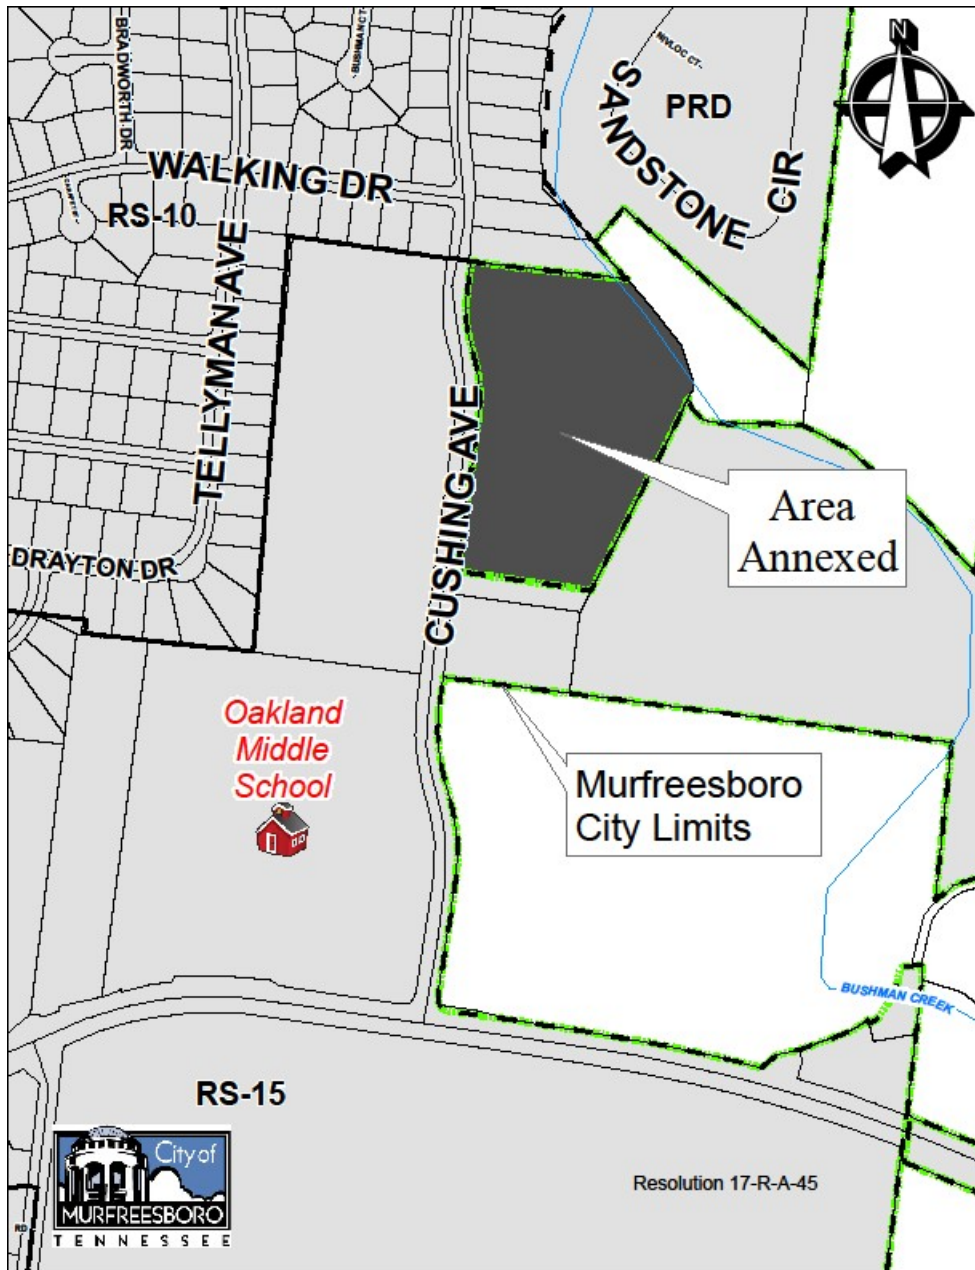 N
BRADWORTH DR
BUSHMAN CT
NIVLOC CT
SANDSTONE
CIR
PRD
WALKING DR
RS-10
TELLYMAN AVE
CUSHING AVE
Area
Annexed
DRAYTON DR
Oakland
Middle
School
Murfreesboro
City Limits
BUSHMAN CREEK
RS-15
City of
MURFREESBORO
TENNESSEE
Resolution 17-R-A-45
RD